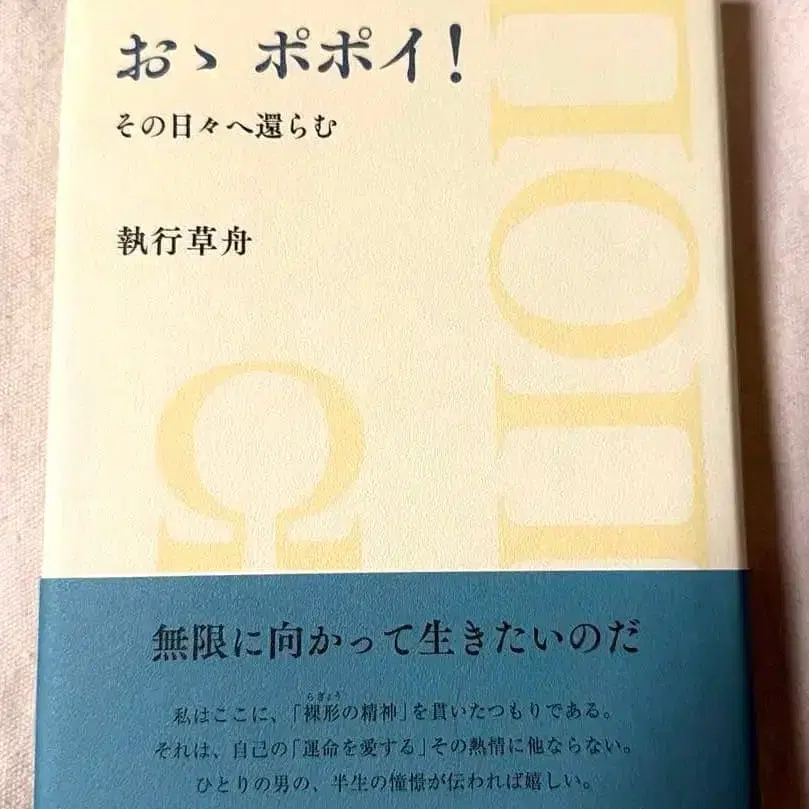 おゝ ポポイ!
その日々へ還らむ
執行草舟
ΠΟΠ
Ω
無限に向かって生きたいのだ
私はここに、「裸形の精神」を貫いたつもりである。
らぎょう
それは、自己の「運命を愛する」その熱情に他ならない。
ひとりの男の、半生の憧憬が伝われば嬉しい。